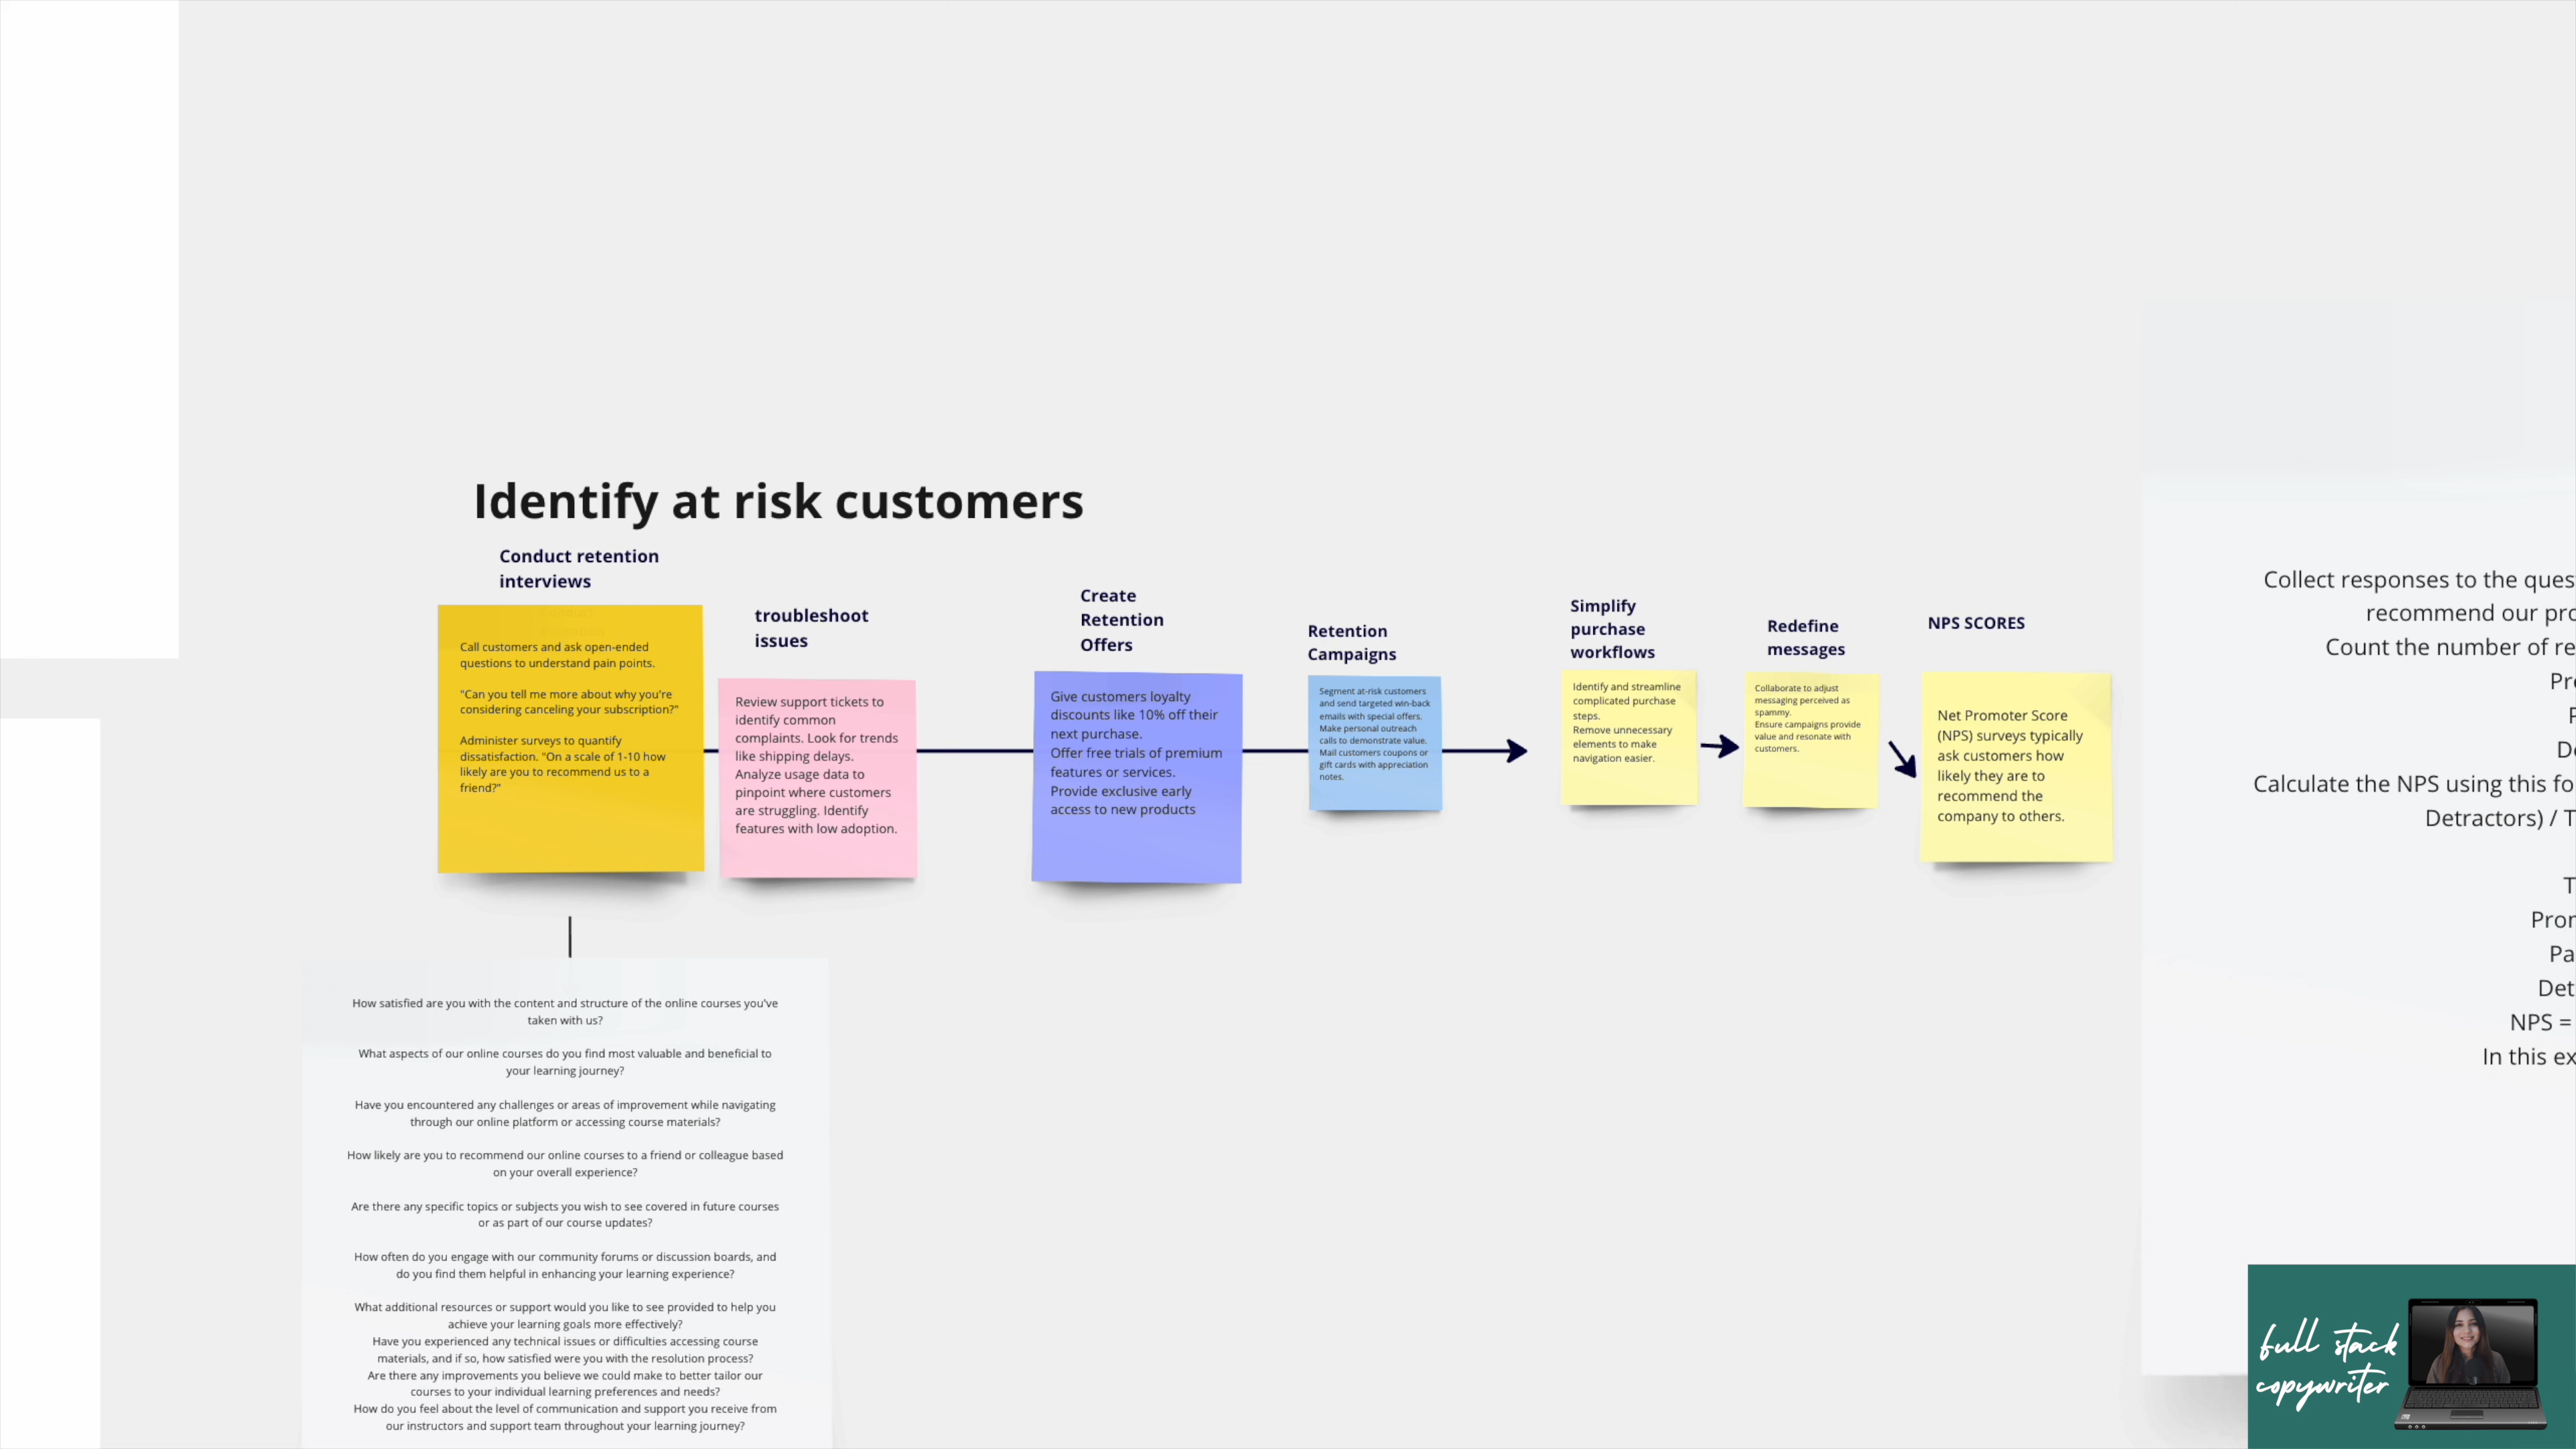 Identify at risk customers
Conduct retention
interviews
Call customers and ask open-ended
questions to understand pain points.
"Can you tell me more about why you're
considering canceling your subscription?"
Administer surveys to quantify
dissatisfaction. "On a scale of 1-10 how
likely are you to recommend us to a
friend?"
troubleshoot
issues
Review support tickets to
identify common
complaints. Look for trends
like shipping delays.
Analyze usage data to
pinpoint where customers
are struggling. Identify
features with low adoption.
Create
Retention
Offers
Give customers loyalty
discounts like 10% off their
next purchase.
Offer free trials of premium
features or services.
Provide exclusive early
access to new products
Retention
Campaigns
Segment at-risk customers
and send targeted win-back
emails with special offers.
Make personal outreach
calls to demonstrate value.
Mail customers coupons or
gift cards with appreciation
notes.
Simplify
purchase
workflows
Identify and streamline
complicated purchase
steps.
Remove unnecessary
elements to make
navigation easier.
Redefine
messages
Collaborate to adjust
messaging perceived as
spammy.
Ensure campaigns provide
value and resonate with
customers.
NPS SCORES
Net Promoter Score
(NPS) surveys typically
ask customers how
likely they are to
recommend the
company to others.
How satisfied are you with the content and structure of the online courses you've
taken with us?
What aspects of our online courses do you find most valuable and beneficial to
your learning journey?
Have you encountered any challenges or areas of improvement while navigating
through our online platform or accessing course materials?
How likely are you to recommend our online courses to a friend or colleague based
on your overall experience?
Are there any specific topics or subjects you wish to see covered in future courses
or as part of our course updates?
How often do you engage with our community forums or discussion boards, and
do you find them helpful in enhancing your learning experience?
What additional resources or support would you like to see provided to help you
achieve your learning goals more effectively?
Have you experienced any technical issues or difficulties accessing course
materials, and if so, how satisfied were you with the resolution process?
Are there any improvements you believe we could make to better tailor our
courses to your individual learning preferences and needs?
How do you feel about the level of communication and support you receive from
our instructors and support team throughout your learning journey?
Collect responses to the
recommend our
Count the number of
Calculate the NPS using this
Detractors) /
NPS =
In this
full stack
copywriter